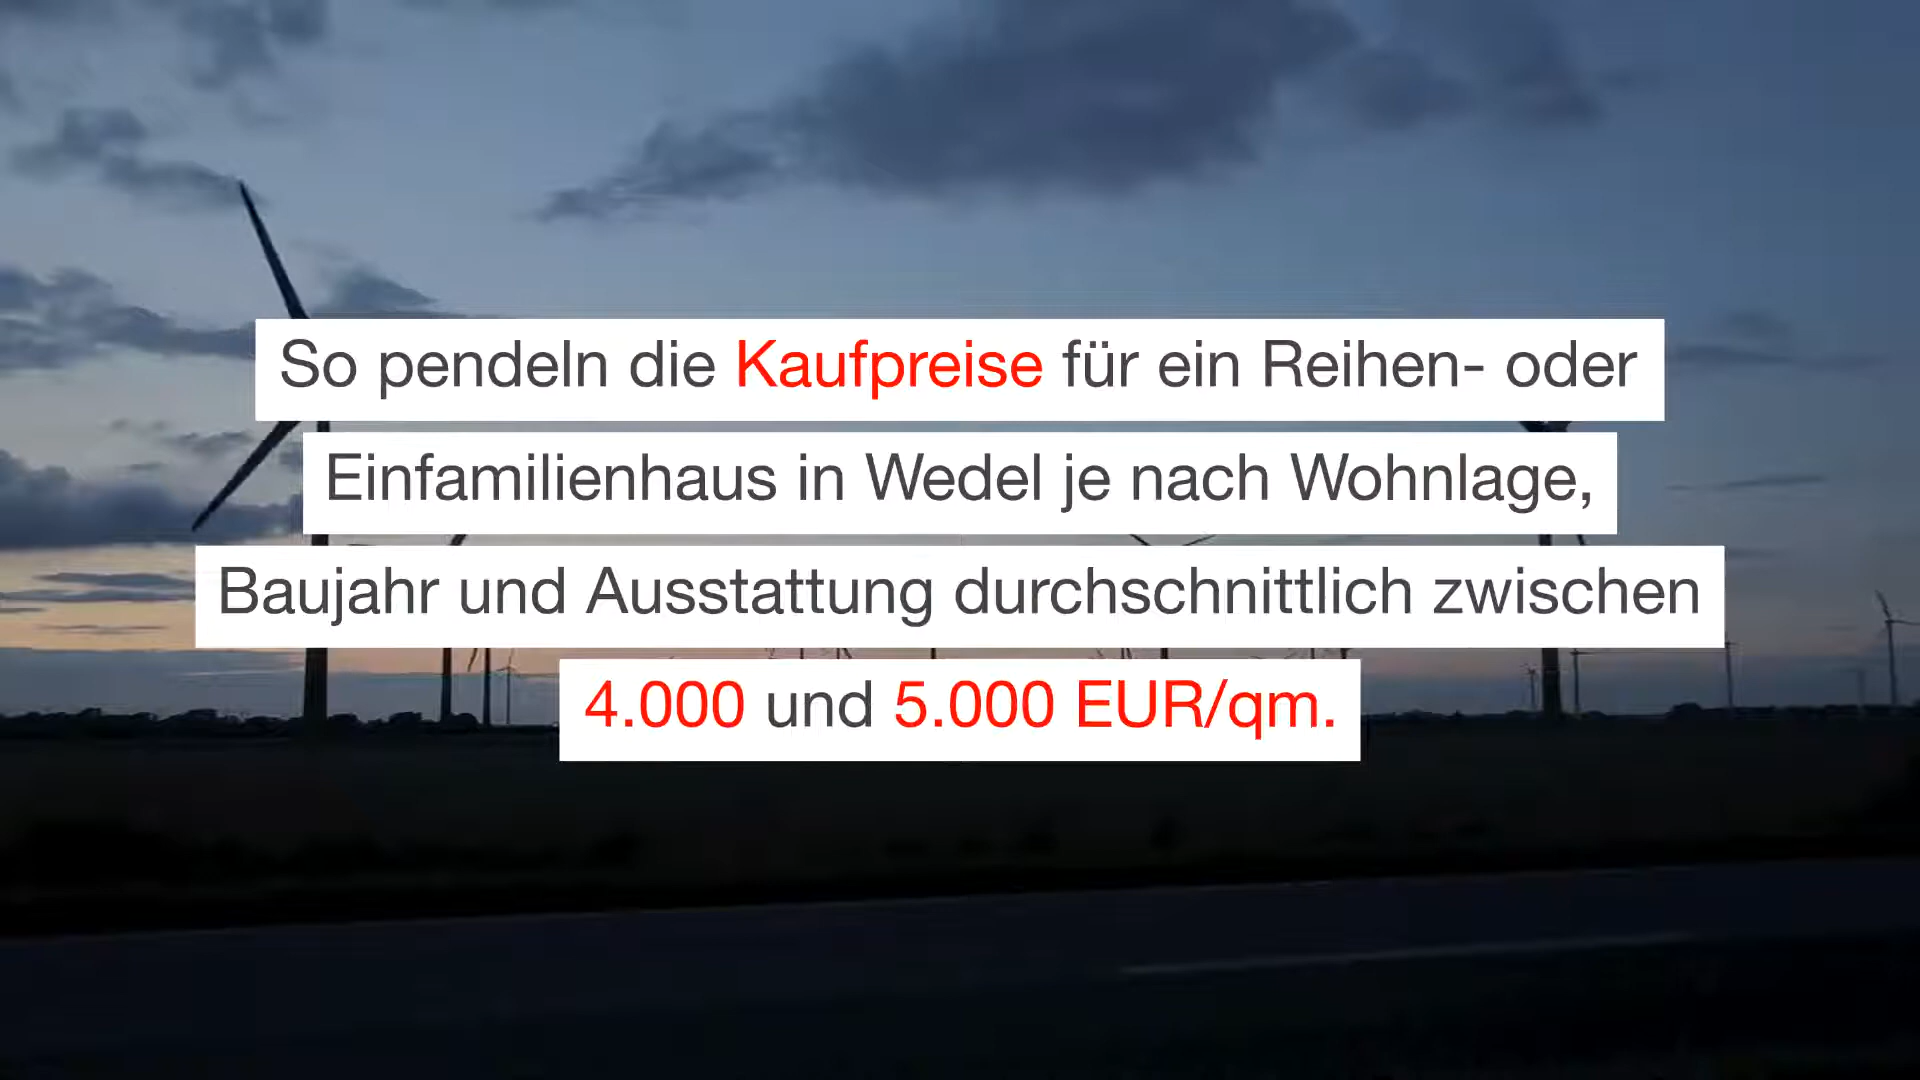 So pendeln die Kaufpreise für ein Reihen- oder
Einfamilienhaus in Wedel je nach Wohnlage,
Baujahr und Ausstattung durchschnittlich zwischen
4.000 und 5.000 EUR/qm.